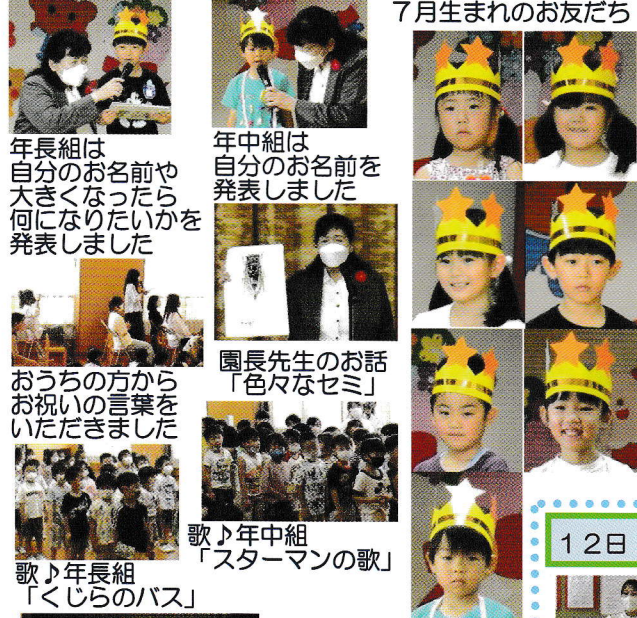 7月生まれのお友だち
年長組は
自分のお名前や
大きくなったら
何になりたいかを
発表しました
年中組は
自分のお名前を
発表しました
園長先生のお話
「色々なセミ」
おうちの方から
お祝いの言葉を
いただきました
歌♪年中組
「スターマンの歌」
歌♪年長組
「くじらのバス」
12日